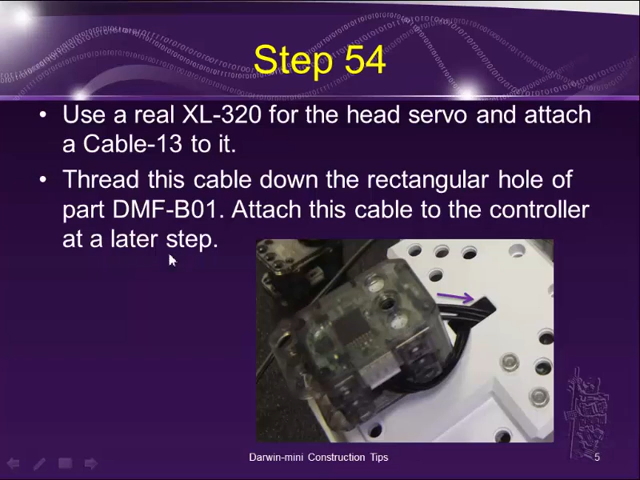 Step 54
• Use a real XL-320 for the head servo and attach
a Cable-13 to it.
• Thread this cable down the rectangular hole of
part DMF-B01. Attach this cable to the controller
at a later step.
Darwin-mini Construction Tips
5